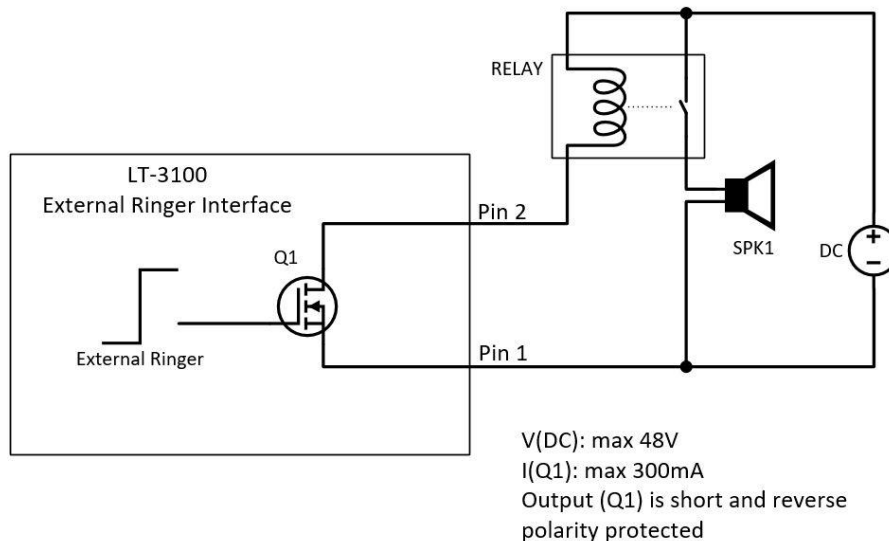 RELAY
LT-3100
External Ringer Interface
Pin 2
Q1
SPK1
DC
+
−
External Ringer
Pin 1
V(DC): max 48V
I(Q1): max 300mA
Output (Q1) is short and reverse
polarity protected